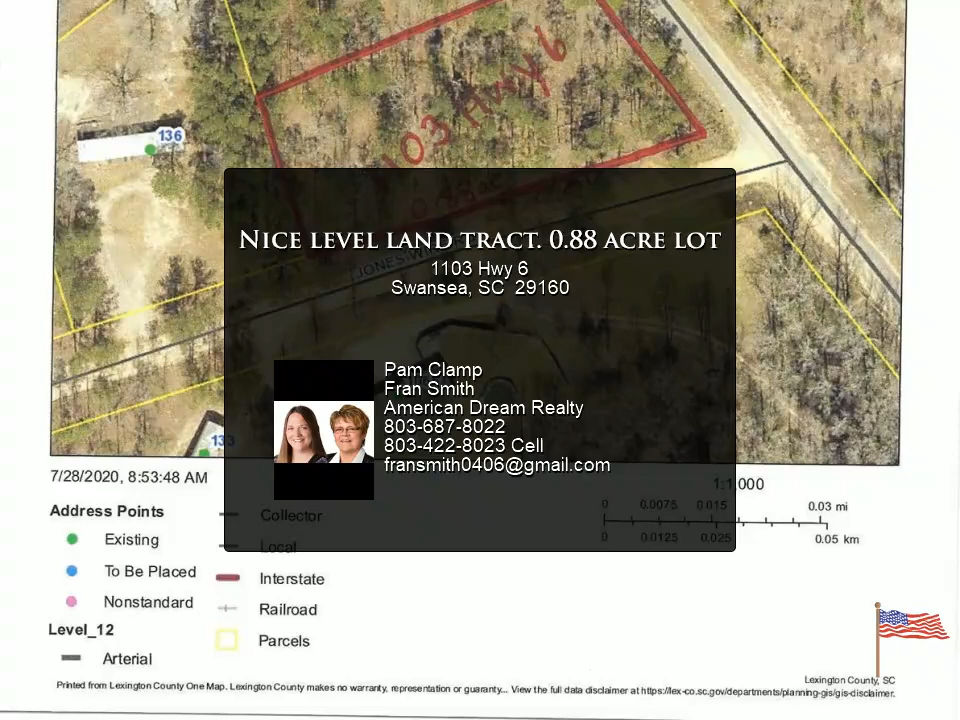 1103 Hwy 6
136
0.88 ac
NICE LEVEL LAND TRACT. 0.88 ACRE LOT
1103 Hwy 6
Swansea, SC 29160
Pam Clamp
Fran Smith
American Dream Realty
803-687-8022
803-422-8023 Cell
fransmith0406@gmail.com
133
7/28/2020, 8:53:48 AM
1:1,000
0 0.0075 0.015 0.03 mi
0 0.0125 0.025 0.05 km
Address Points
Existing
To Be Placed
Nonstandard
Level_12
Arterial
Collector
Local
Interstate
Railroad
Parcels
Lexington County, SC
Printed from Lexington County One Map. Lexington County makes no warranty, representation or guaranty... View the full data disclaimer at https://lex-co.sc.gov/departments/planning-gis/gis-disclaimer.